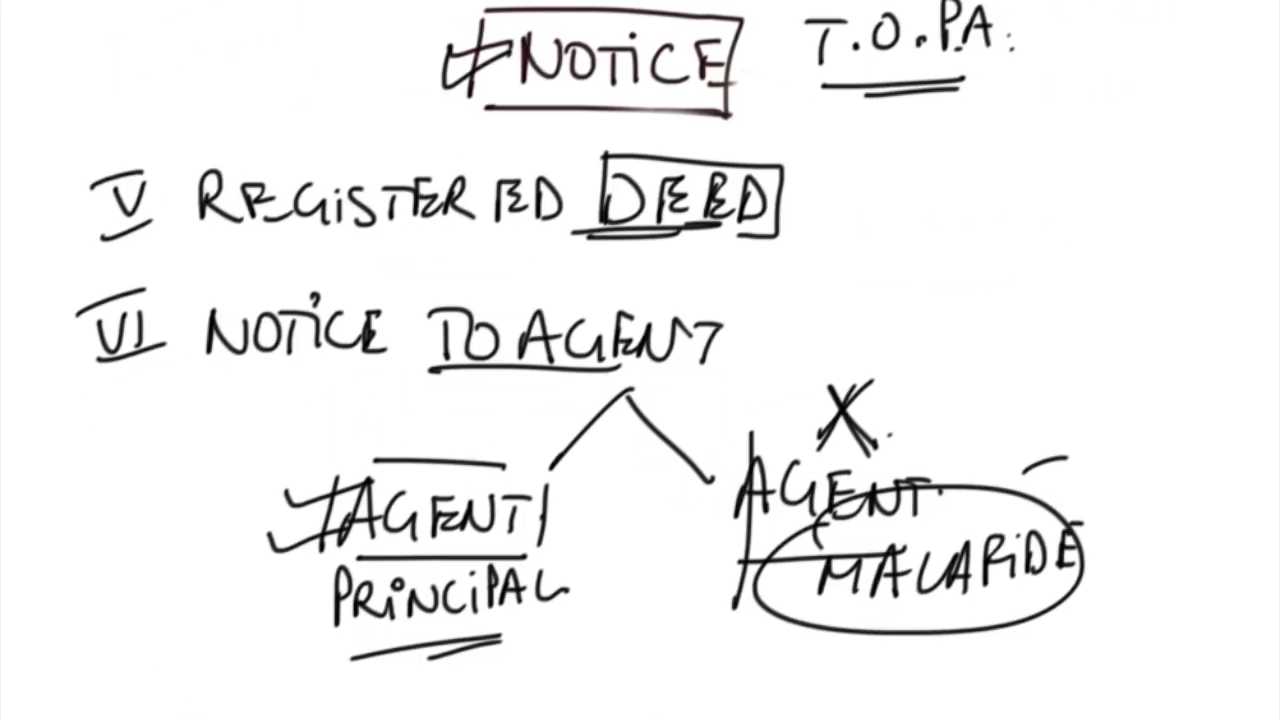 NOTICE T.O.P.A.
V REGISTERED DEED
VI NOTICE TO AGENT
X
AGENT AGENT
MALAFIDE
PRINCIPAL